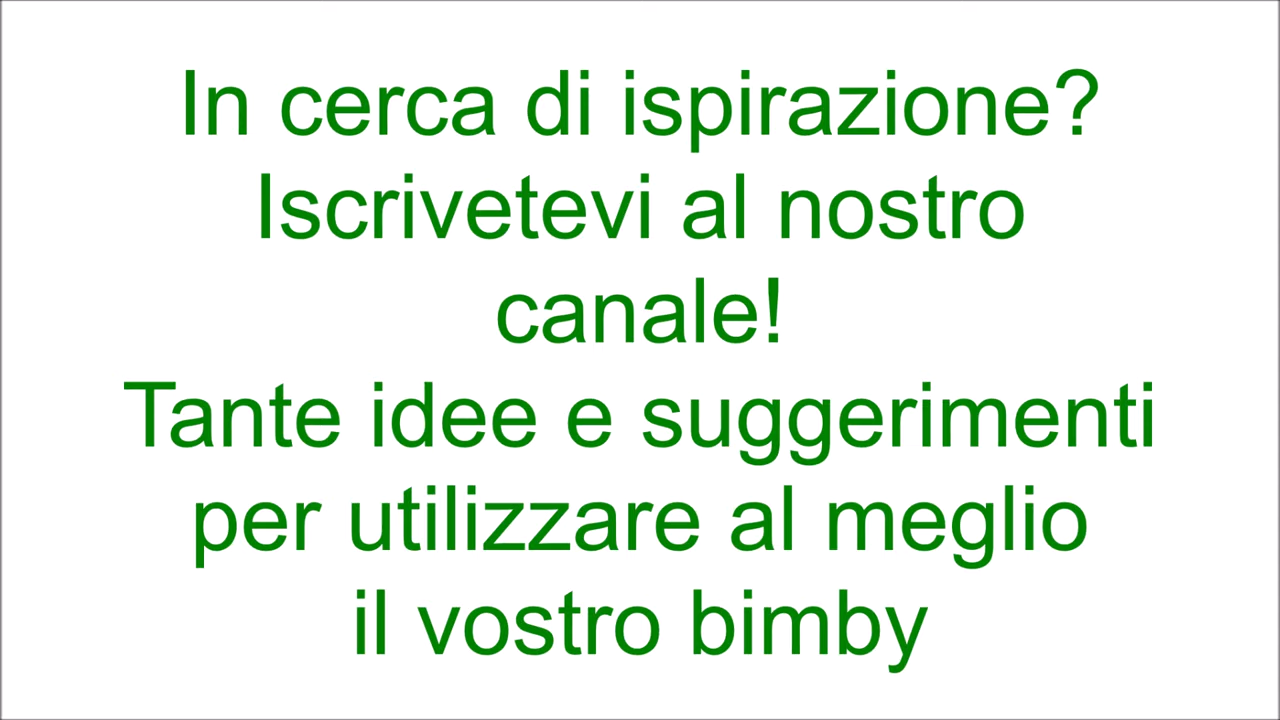 In cerca di ispirazione?
Iscrivetevi al nostro
canale!
Tante idee e suggerimenti
per utilizzare al meglio
il vostro bimby